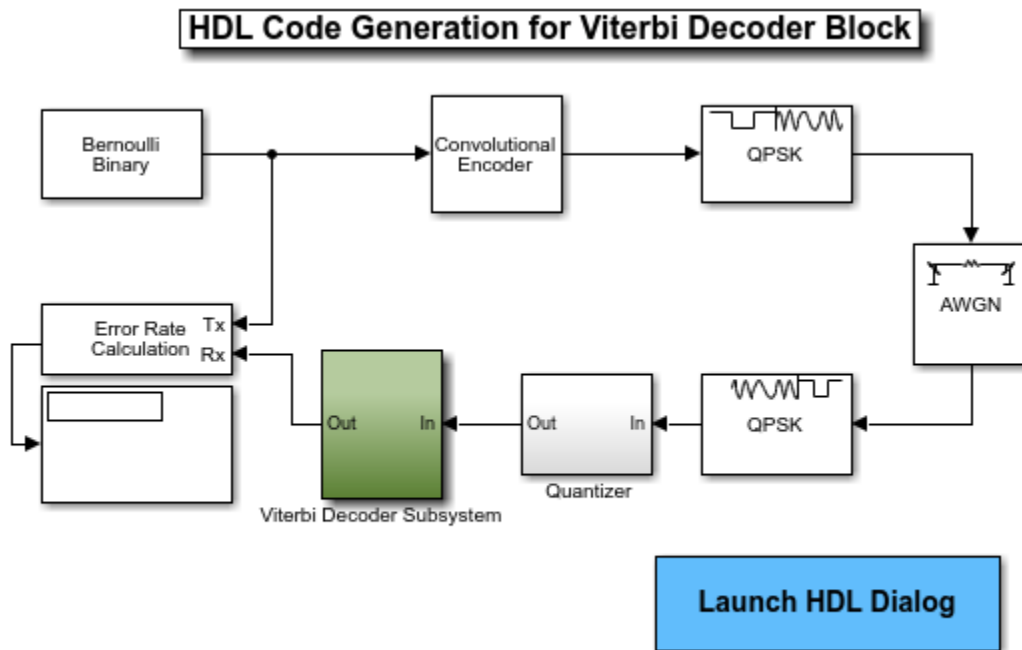 HDL Code Generation for Viterbi Decoder Block
Bernoulli
Binary
Convolutional
Encoder
QPSK
AWGN
Error Rate
Calculation
Tx
Rx
Out
In
Viterbi Decoder Subsystem
Out
In
Quantizer
QPSK
Launch HDL Dialog